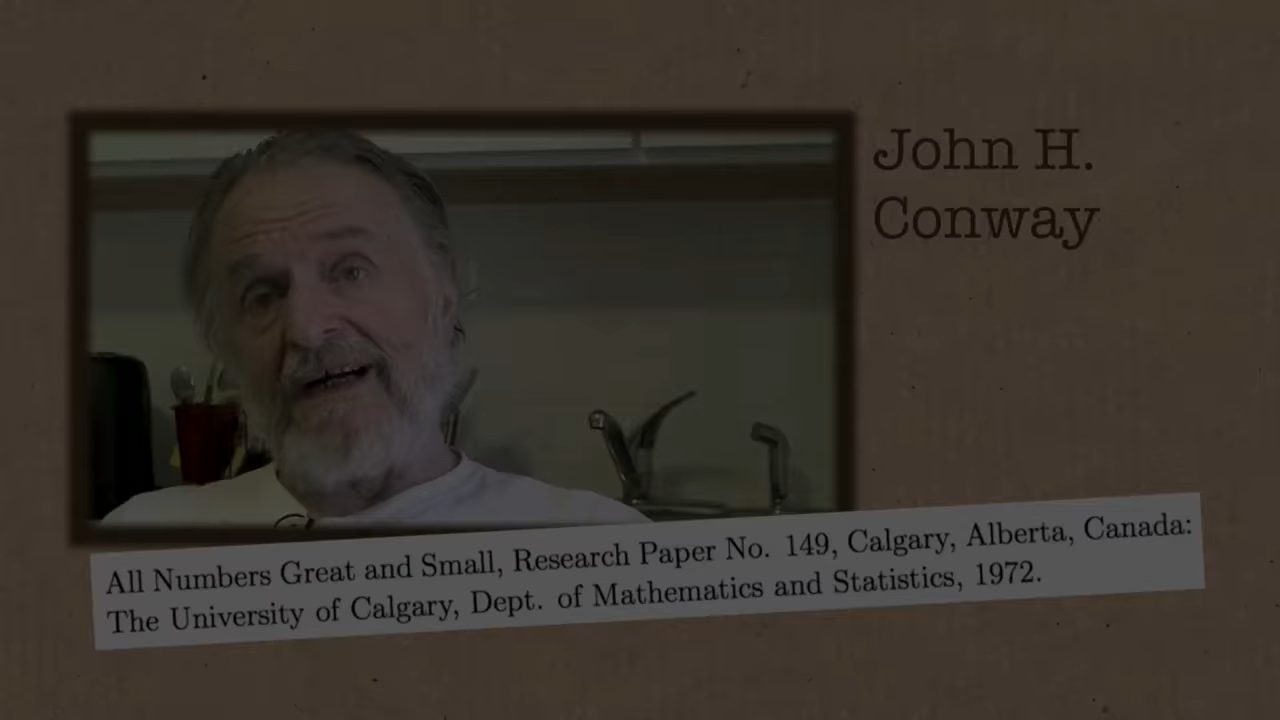 John H.
Conway
All Numbers Great and Small, Research Paper No. 149, Calgary, Alberta, Canada:
The University of Calgary, Dept. of Mathematics and Statistics, 1972.